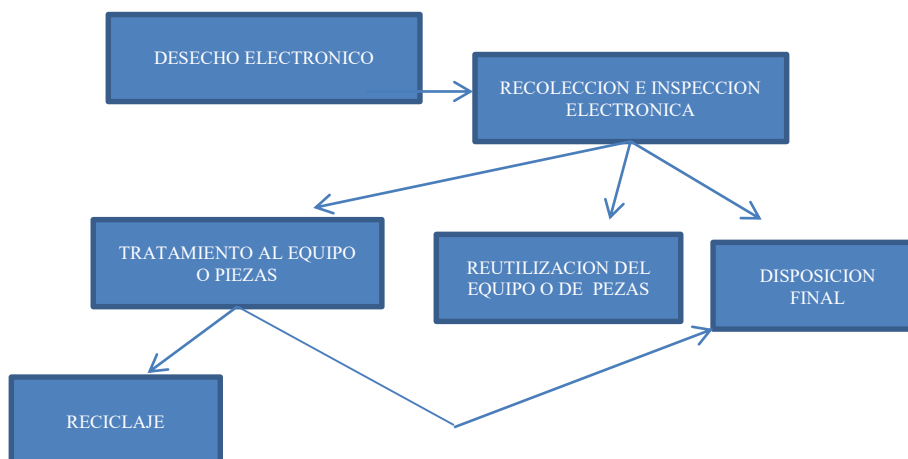 DESECHO ELECTRONICO
RECOLECCION E INSPECCION
ELECTRONICA
TRATAMIENTO AL EQUIPO
O PIEZAS
REUTILIZACION DEL
EQUIPO O DE PEZAS
DISPOSICION
FINAL
RECICLAJE